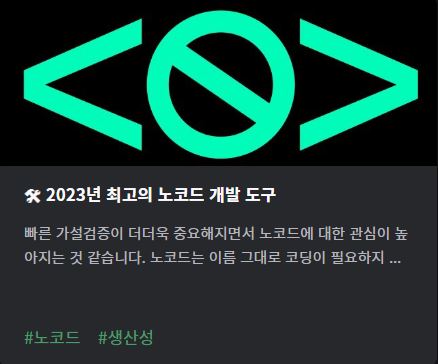 🛠 2023년 최고의 노코드 개발 도구
빠른 가설검증이 더더욱 중요해지면서 노코드에 대한 관심이 높
아지는 것 같습니다. 노코드는 이름 그대로 코딩이 필요하지 ...
#노코드 #생산성